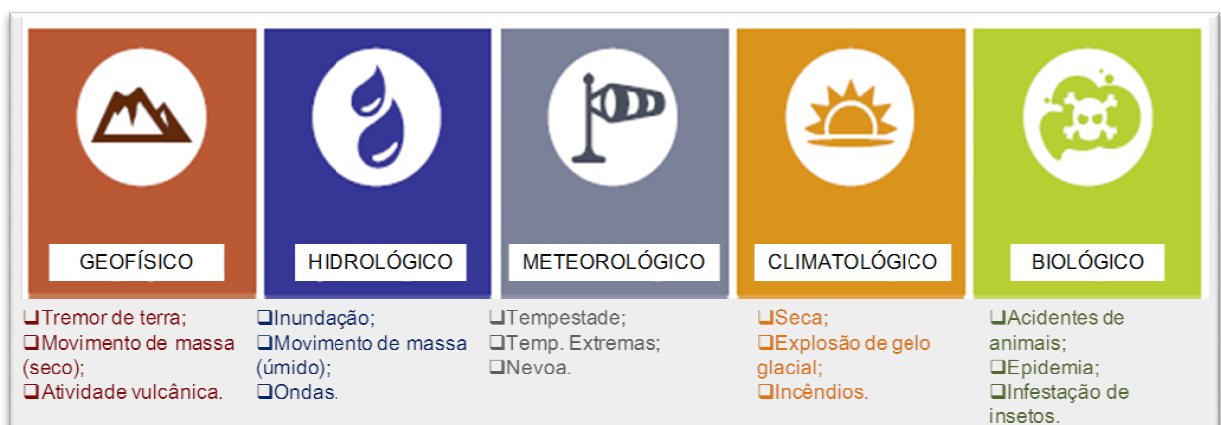 GEOFÍSICO
HIDROLÓGICO
METEOROLÓGICO
CLIMATOLÓGICO
BIOLÓGICO
❑Tremor de terra;
❑Movimento de massa
(seco);
❑Atividade vulcânica.
❑Inundação;
❑Movimento de massa
(úmido);
❑Ondas.
❑Tempestade;
❑Temp. Extremas;
❑Nevoa.
❑Seca;
❑Explosão de gelo
glacial;
❑Incêndios.
❑Acidentes de
animais;
❑Epidemia;
❑Infestação de
insetos.